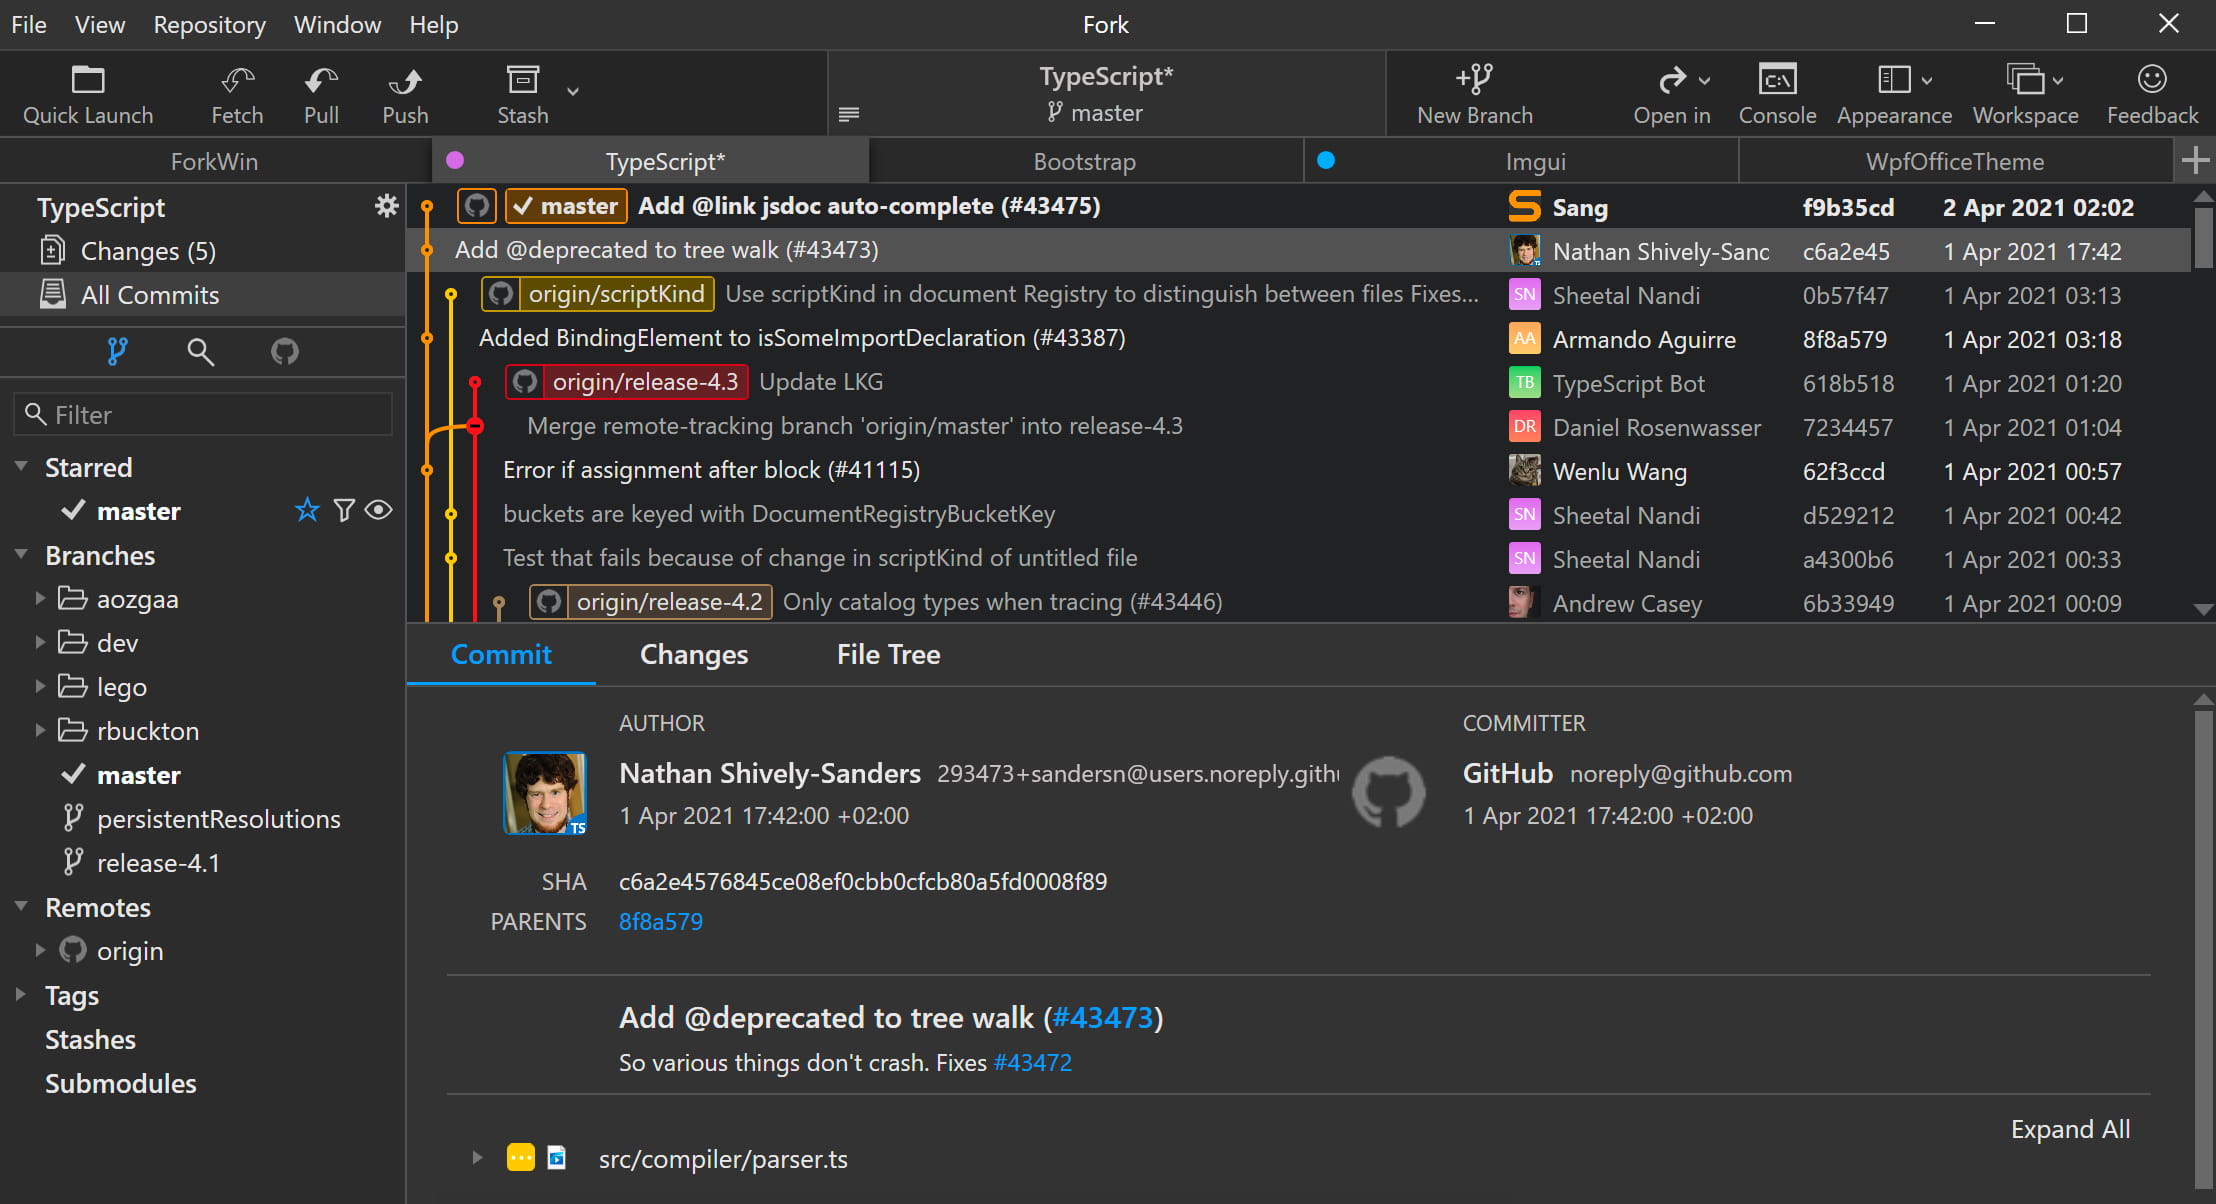 File View Repository Window Help Fork
Quick Launch Fetch Pull Push Stash
TypeScript*
master
New Branch Open in Console Appearance Workspace Feedback
ForkWin TypeScript* Bootstrap Imgui WpfOfficeTheme
TypeScript
Changes (5)
All Commits
Filter
Starred
master
Branches
aozgaa
dev
lego
rbuckton
master
persistentResolutions
release-4.1
Remotes
origin
Tags
Stashes
Submodules
master Add @link jsdoc auto-complete (#43475) Sang f9b35cd 2 Apr 2021 02:02
Add @deprecated to tree walk (#43473) Nathan Shively-Sanc c6a2e45 1 Apr 2021 17:42
origin/scriptKind Use scriptKind in document Registry to distinguish between files Fixes... SN Sheetal Nandi 0b57f47 1 Apr 2021 03:13
Added BindingElement to isSomeImportDeclaration (#43387) AA Armando Aguirre 8f8a579 1 Apr 2021 03:18
origin/release-4.3 Update LKG TB TypeScript Bot 618b518 1 Apr 2021 01:20
Merge remote-tracking branch 'origin/master' into release-4.3 DR Daniel Rosenwasser 7234457 1 Apr 2021 01:04
Error if assignment after block (#41115) Wenlu Wang 62f3ccd 1 Apr 2021 00:57
buckets are keyed with DocumentRegistryBucketKey SN Sheetal Nandi d529212 1 Apr 2021 00:42
Test that fails because of change in scriptKind of untitled file SN Sheetal Nandi a4300b6 1 Apr 2021 00:33
origin/release-4.2 Only catalog types when tracing (#43446) Andrew Casey 6b33949 1 Apr 2021 00:09
Commit Changes File Tree
AUTHOR
Nathan Shively-Sanders 293473+sandersn@users.noreply.githu
1 Apr 2021 17:42:00 +02:00
TS
COMMITTER
GitHub noreply@github.com
1 Apr 2021 17:42:00 +02:00
SHA c6a2e4576845ce08ef0cbb0cfcb80a5fd0008f89
PARENTS 8f8a579
Add @deprecated to tree walk (#43473)
So various things don't crash. Fixes #43472
Expand All
src/compiler/parser.ts